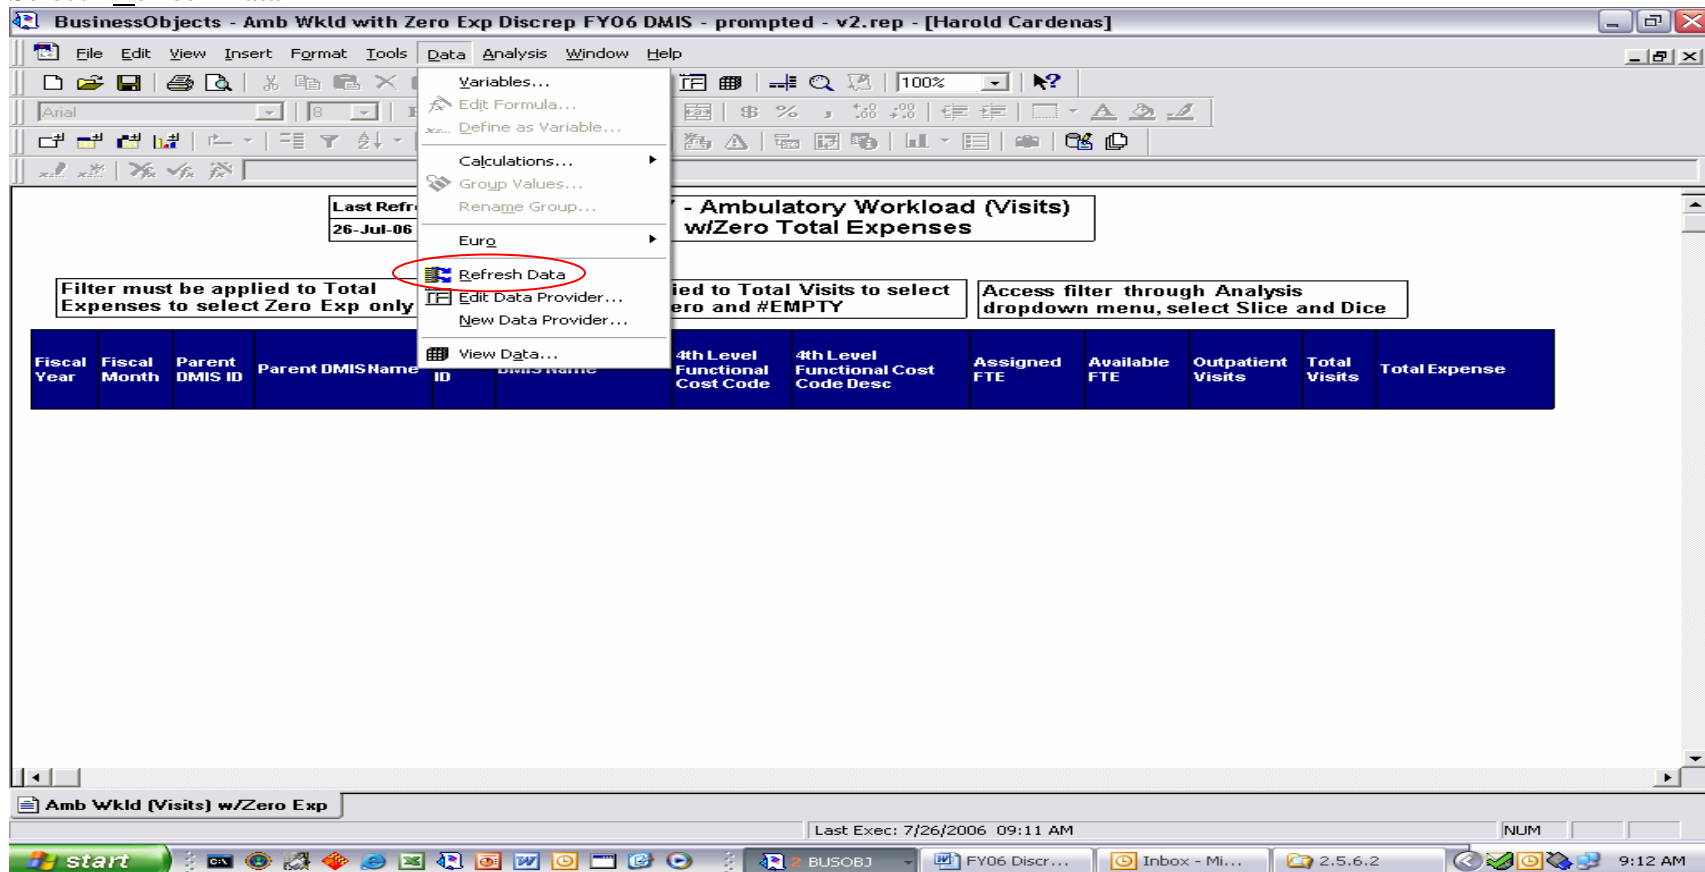 BusinessObjects - Amb Wkld with Zero Exp Discrep FY06 DMIS - prompted - v2.rep - [Harold Cardenas]
File Edit View Insert Format Tools Data Analysis Window Help
100%
Arial 8
Variables...
Edit Formula...
Define as Variable...
Calculations...
Group Values...
Rename Group...
Euro
Refresh Data
Edit Data Provider...
New Data Provider...
View Data...
Last Refr
26-Jul-06
- Ambulatory Workload (Visits)
w/Zero Total Expenses
Filter must be applied to Total
Expenses to select Zero Exp only
ied to Total Visits to select
ero and #EMPTY
Access filter through Analysis
dropdown menu, select Slice and Dice
Fiscal Year
Fiscal Month
Parent DMIS ID
Parent DMIS Name
ID
DMIS Name
4th Level Functional Cost Code
4th Level Functional Cost Code Desc
Assigned FTE
Available FTE
Outpatient Visits
Total Visits
Total Expense
Amb Wkld (Visits) w/Zero Exp
Last Exec: 7/26/2006 09:11 AM
NUM
start
2 BUSOBJ
FY06 Discr...
Inbox - Mi...
2.5.6.2
9:12 AM